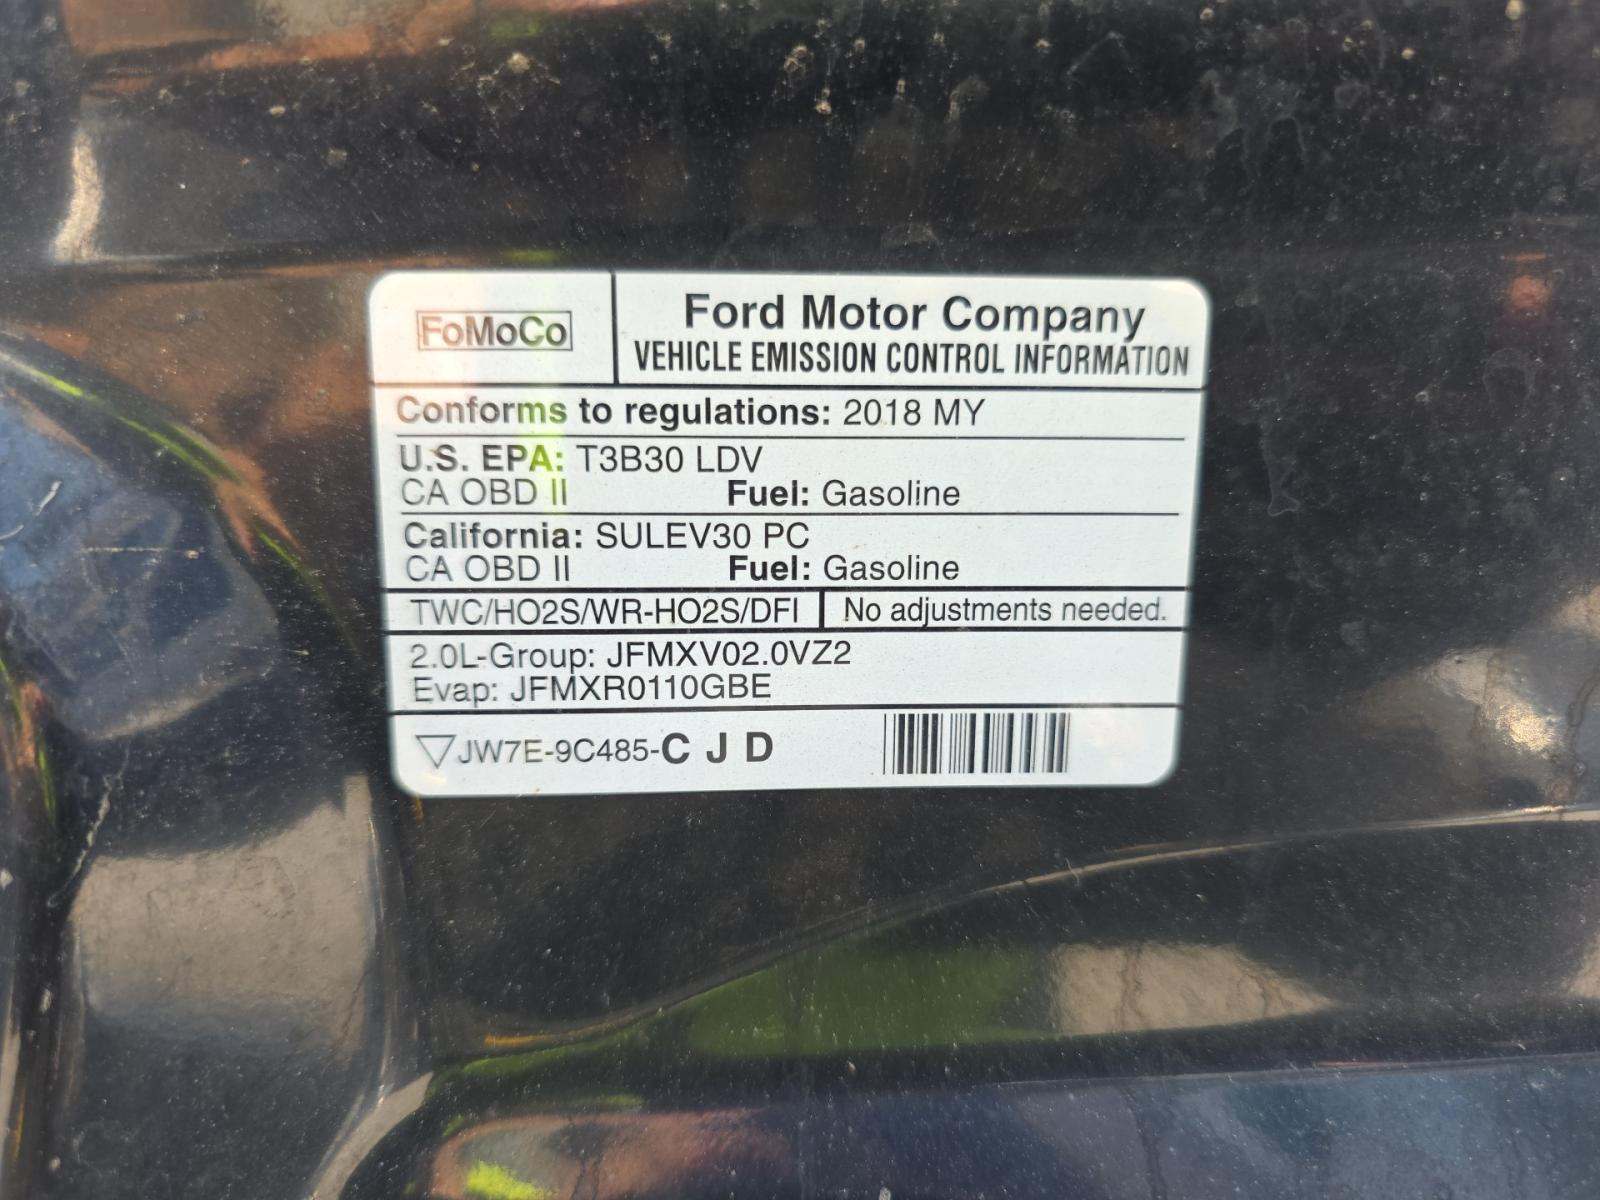 FoMoCo
Ford Motor Company
VEHICLE EMISSION CONTROL INFORMATION
Conforms to regulations: 2018 MY
U.S. EPA: T3B30 LDV
CA OBD II Fuel: Gasoline
California: SULEV30 PC
CA OBD II Fuel: Gasoline
TWC/HO2S/WR-HO2S/DFI No adjustments needed.
2.0L-Group: JFMXV02.0VZ2
Evap: JFMXR0110GBE
JW7E-9C485-C J D